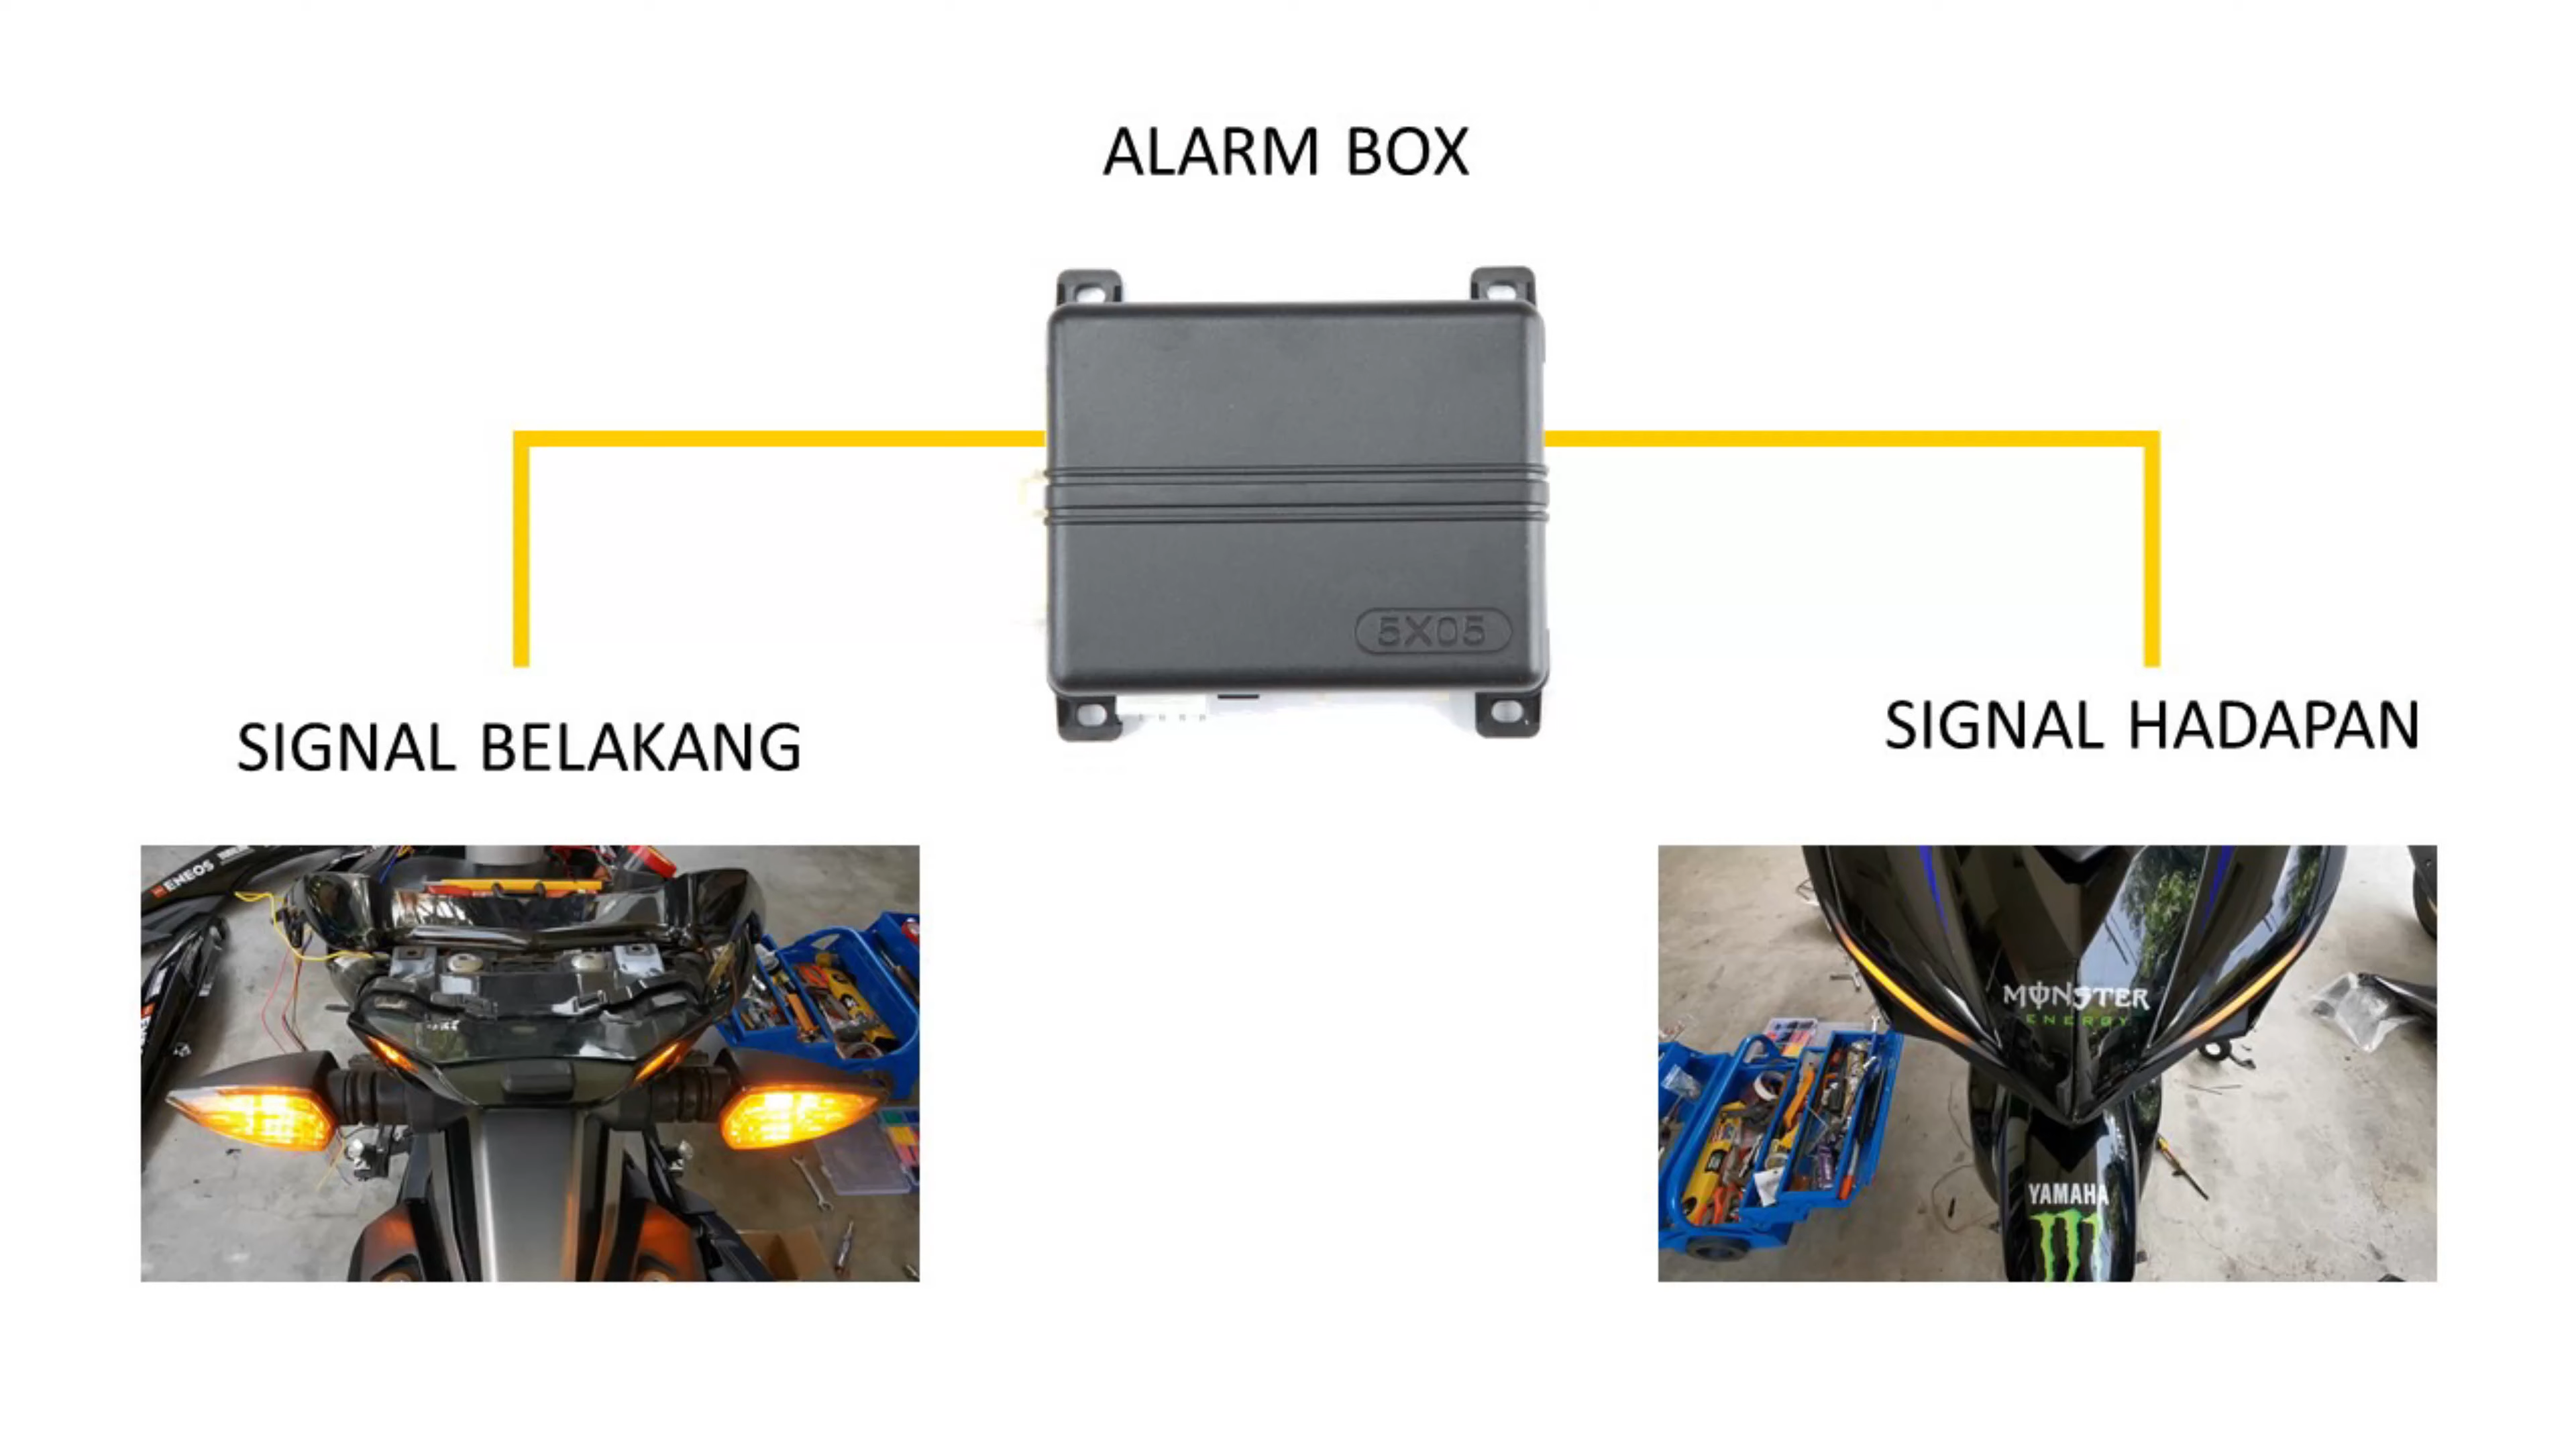 ALARM BOX
5X05
SIGNAL BELAKANG
SIGNAL HADAPAN
ENEOS
MONSTER
ENERGY
YAMAHA